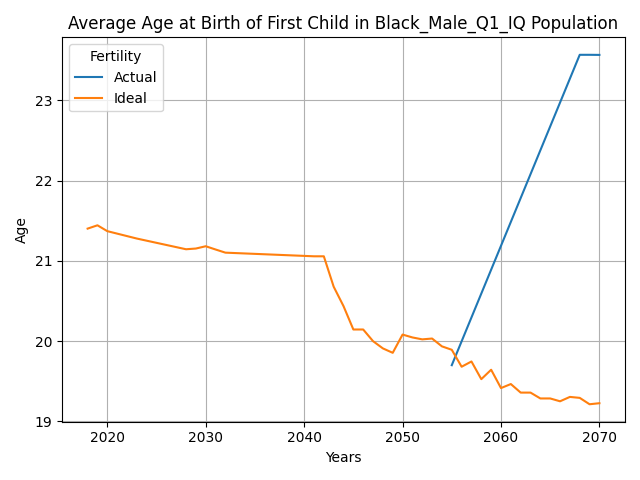 Average Age at Birth of First Child in Black_Male_Q1_IQ Population
Fertility
Actual
Ideal
23
22
21
20
19
Age
2020 2030 2040 2050 2060 2070
Years